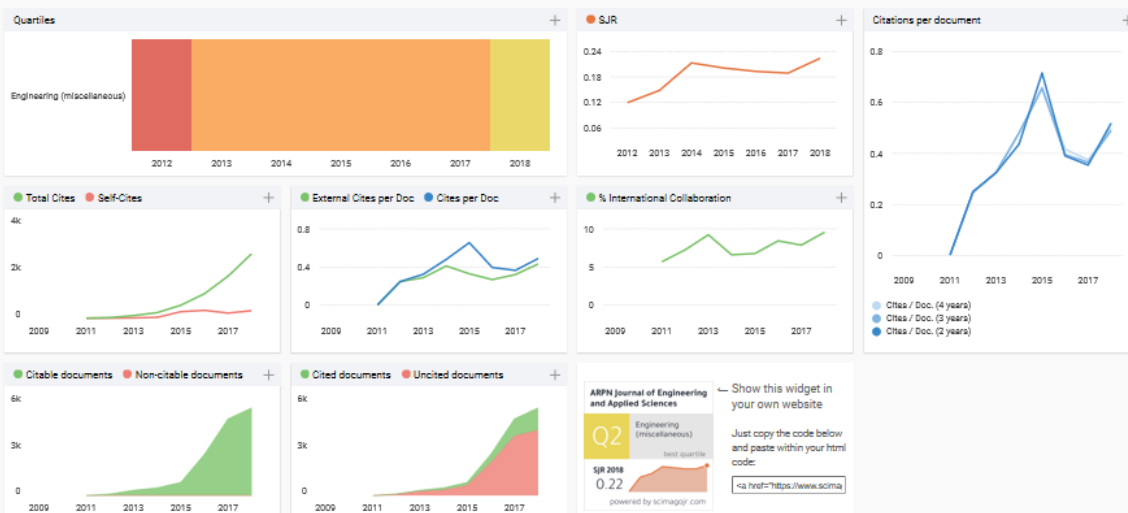 Quartiles
Engineering (miscellaneous)
2012 2013 2014 2015 2016 2017 2018
SJR
0.24
0.18
0.12
0.06
2012 2013 2014 2015 2016 2017 2018
Citations per document
0.8
0.6
0.4
0.2
0
2009 2011 2013 2015 2017
Cites / Doc. (4 years)
Cites / Doc. (3 years)
Cites / Doc. (2 years)
Total Cites Self-Cites
4k
2k
0
2009 2011 2013 2015 2017
External Cites per Doc Cites per Doc
0.8
0.4
0
2009 2011 2013 2015 2017
% International Collaboration
10
5
0
2009 2011 2013 2015 2017
Citable documents Non-citable documents
6k
3k
0
2009 2011 2013 2015 2017
Cited documents Uncited documents
6k
3k
0
2009 2011 2013 2015 2017
ARPN Journal of Engineering
and Applied Sciences
Q2
Engineering
(miscellaneous)
best quartile
SJR 2018
0.22
powered by scimagojr.com
← Show this widget in
your own website
Just copy the code below
and paste within your html
code:
<a href="https://www.scima